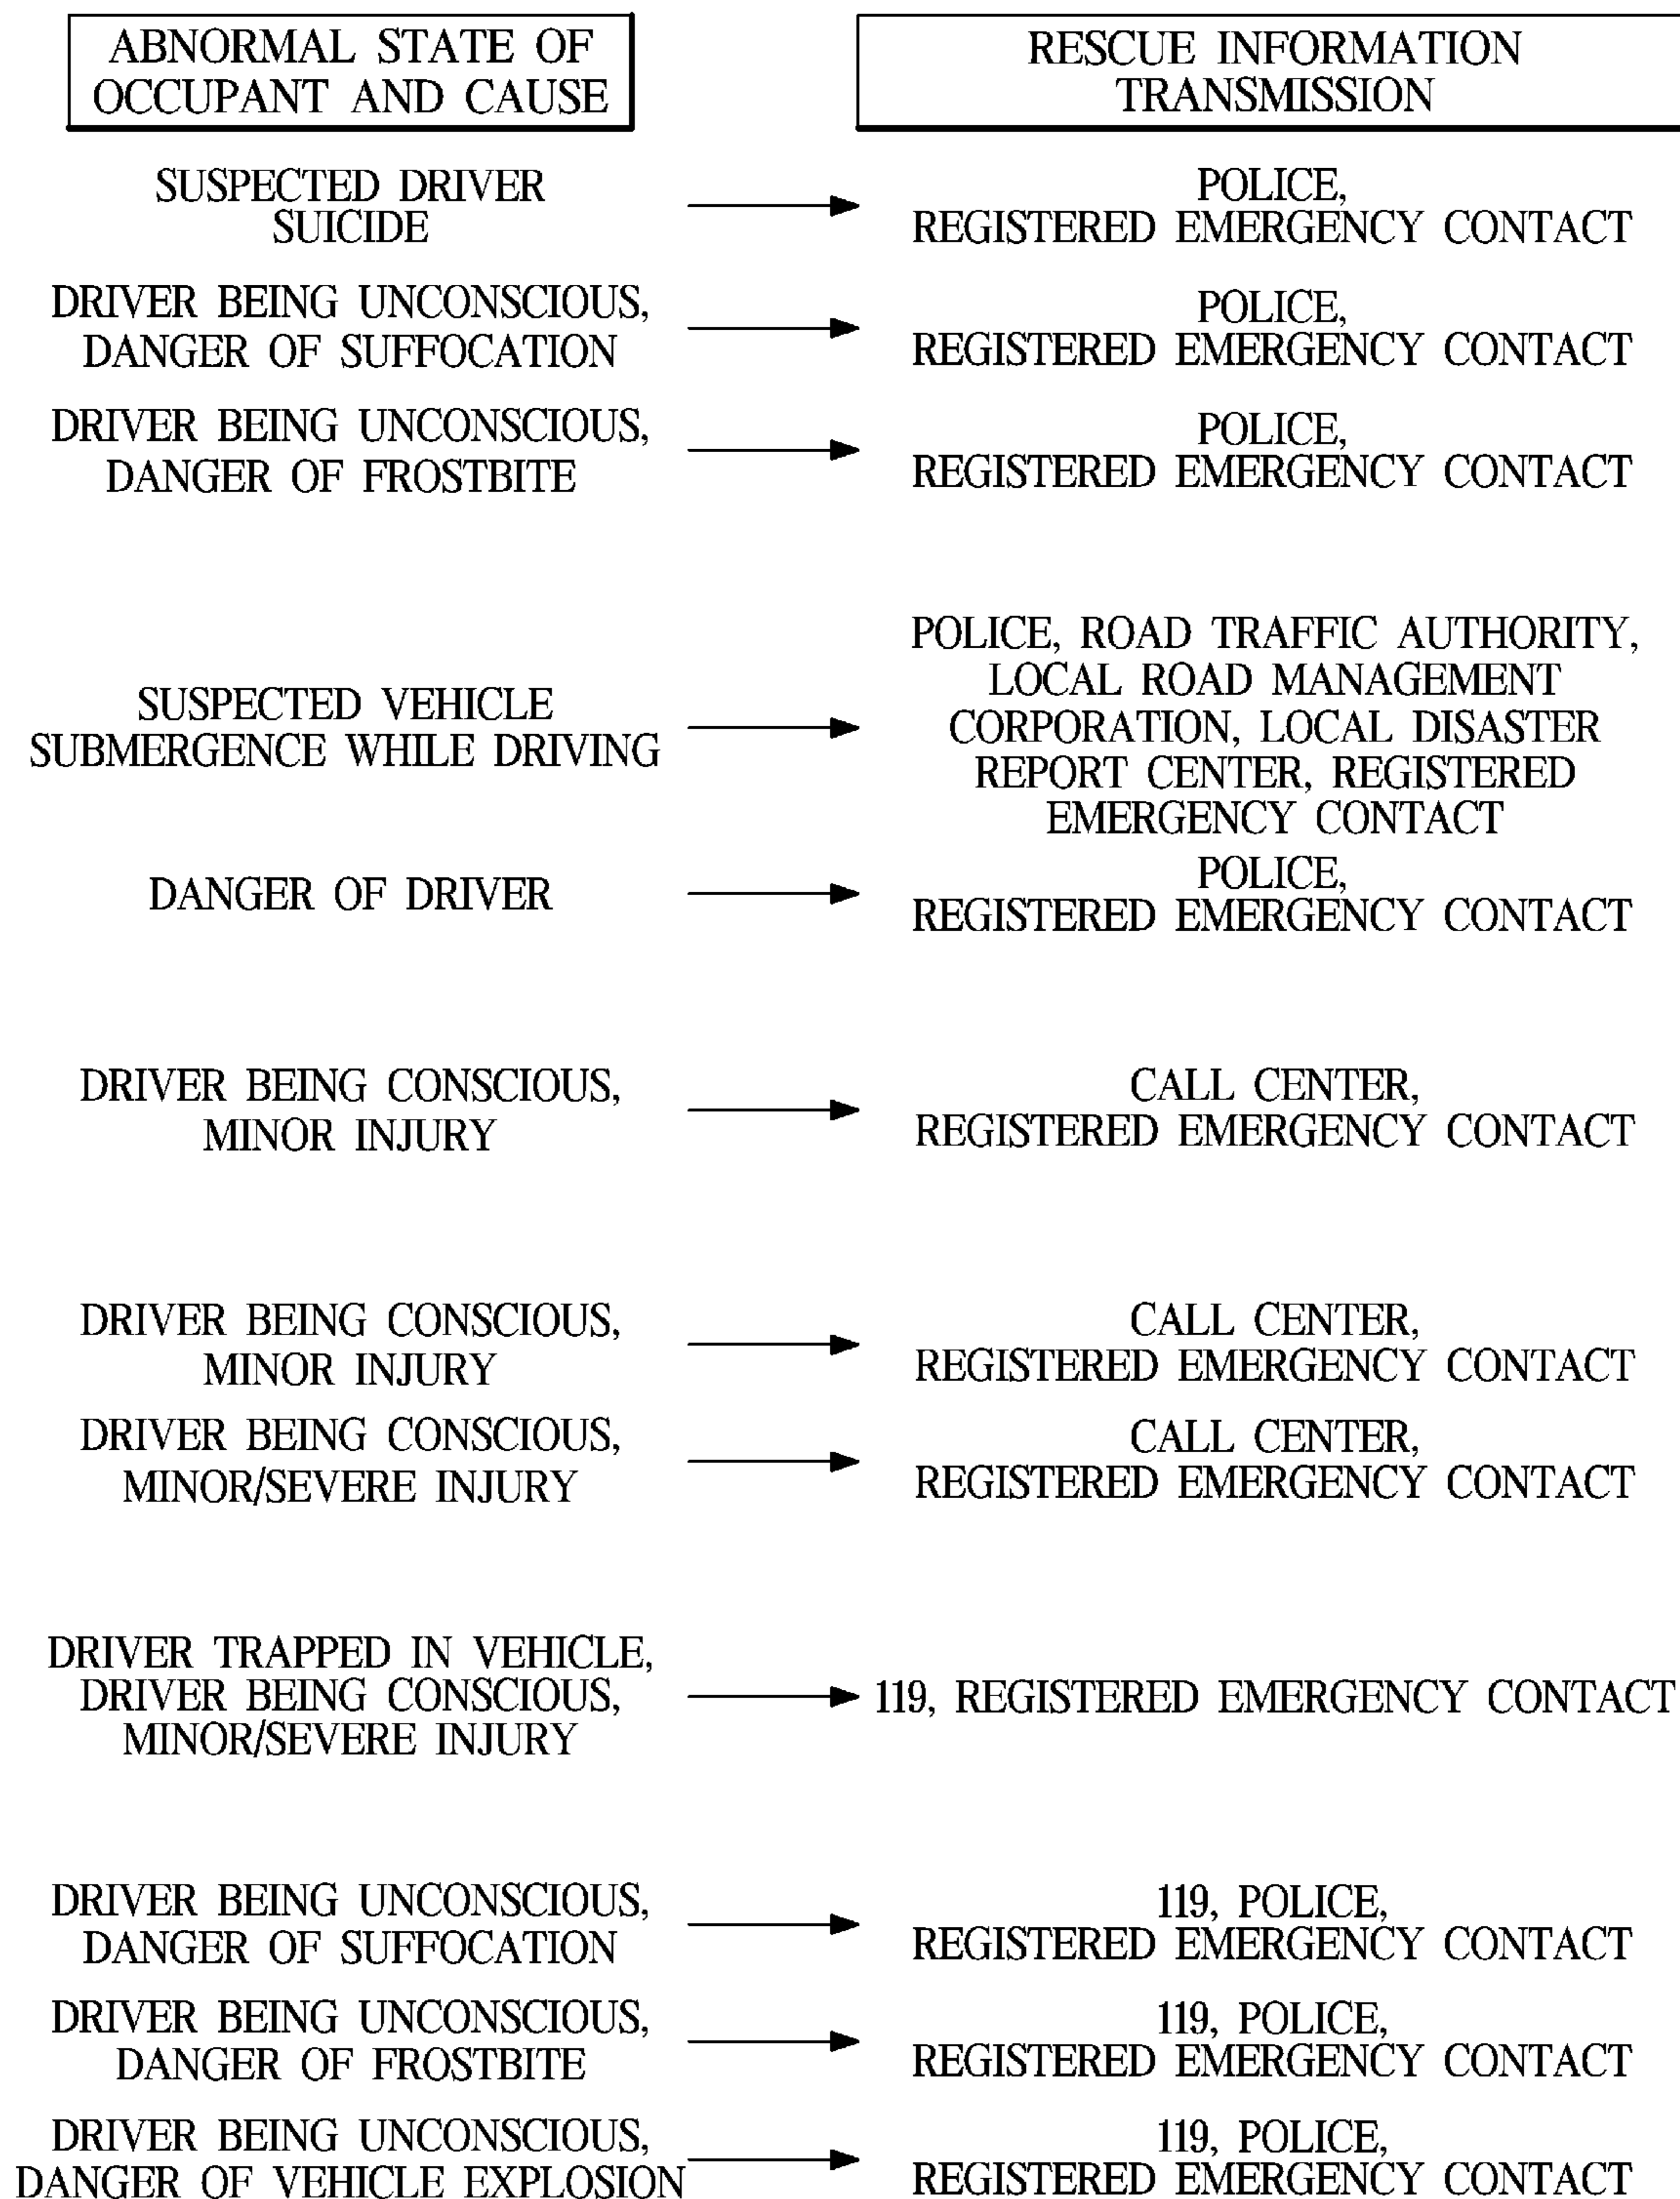 ABNORMAL STATE OF
OCCUPANT AND CAUSE
RESCUE INFORMATION
TRANSMISSION
SUSPECTED DRIVER
SUICIDE
POLICE,
REGISTERED EMERGENCY CONTACT
DRIVER BEING UNCONSCIOUS,
DANGER OF SUFFOCATION
POLICE,
REGISTERED EMERGENCY CONTACT
DRIVER BEING UNCONSCIOUS,
DANGER OF FROSTBITE
POLICE,
REGISTERED EMERGENCY CONTACT
SUSPECTED VEHICLE
SUBMERGENCE WHILE DRIVING
POLICE, ROAD TRAFFIC AUTHORITY,
LOCAL ROAD MANAGEMENT
CORPORATION, LOCAL DISASTER
REPORT CENTER, REGISTERED
EMERGENCY CONTACT
DANGER OF DRIVER
POLICE,
REGISTERED EMERGENCY CONTACT
DRIVER BEING CONSCIOUS,
MINOR INJURY
CALL CENTER,
REGISTERED EMERGENCY CONTACT
DRIVER BEING CONSCIOUS,
MINOR INJURY
CALL CENTER,
REGISTERED EMERGENCY CONTACT
DRIVER BEING CONSCIOUS,
MINOR/SEVERE INJURY
CALL CENTER,
REGISTERED EMERGENCY CONTACT
DRIVER TRAPPED IN VEHICLE,
DRIVER BEING CONSCIOUS,
MINOR/SEVERE INJURY
119, REGISTERED EMERGENCY CONTACT
DRIVER BEING UNCONSCIOUS,
DANGER OF SUFFOCATION
119, POLICE,
REGISTERED EMERGENCY CONTACT
DRIVER BEING UNCONSCIOUS,
DANGER OF FROSTBITE
119, POLICE,
REGISTERED EMERGENCY CONTACT
DRIVER BEING UNCONSCIOUS,
DANGER OF VEHICLE EXPLOSION
119, POLICE,
REGISTERED EMERGENCY CONTACT